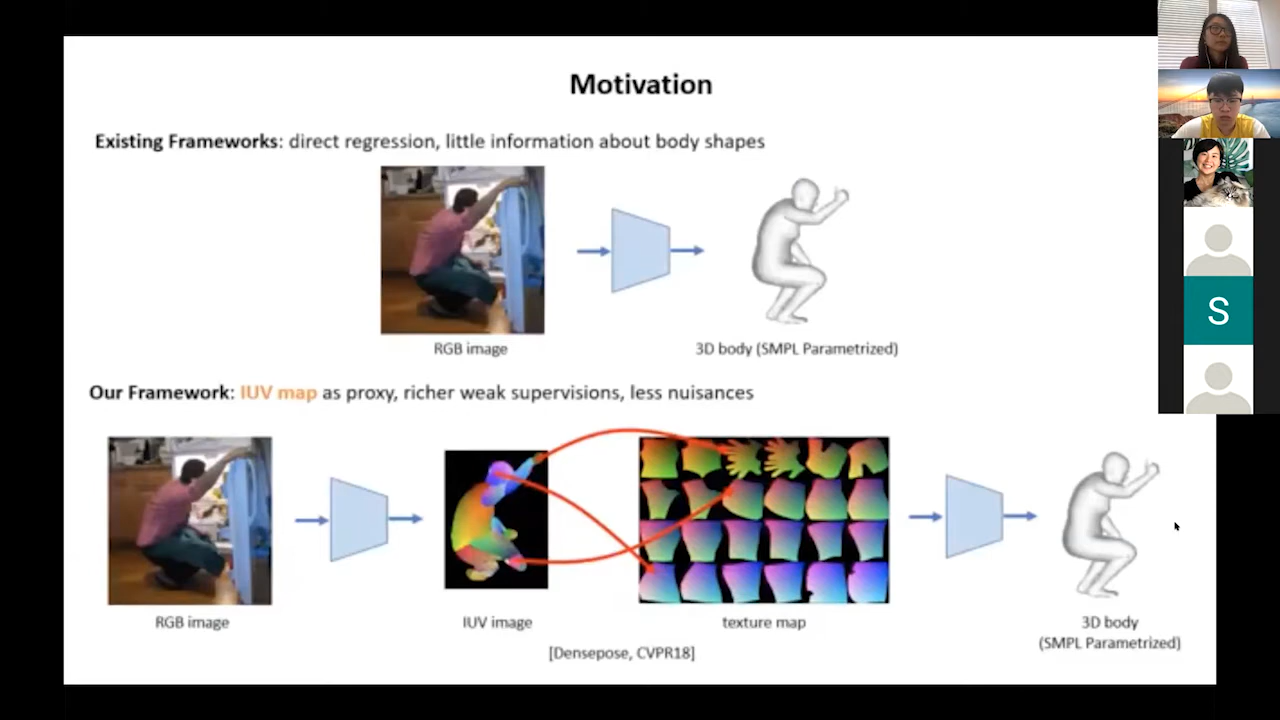 Motivation
Existing Frameworks: direct regression, little information about body shapes
RGB image
3D body (SMPL Parametrized)
Our Framework: IUV map as proxy, richer weak supervisions, less nuisances
RGB image
IUV image
texture map
3D body
(SMPL Parametrized)
[Densepose, CVPR18]
S